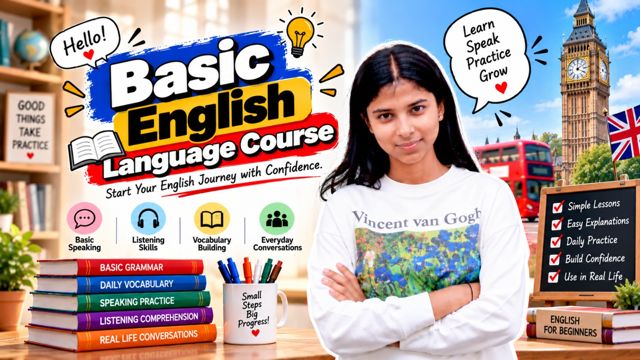 Hello!
Basic
English
Language Course
Start Your English Journey with Confidence.
Learn
Speak
Practice
Grow
GOOD
THINGS
TAKE
PRACTICE
Basic
Speaking
Listening
Skills
Vocabulary
Building
Everyday
Conversations
BASIC GRAMMAR
DAILY VOCABULARY
SPEAKING PRACTICE
LISTENING COMPREHENSION
REAL LIFE CONVERSATIONS
Small
Steps
Big
Progress!
Vincent van Gogh
Simple Lessons
Easy Explanations
Daily Practice
Build Confidence
Use in Real Life
ENGLISH
FOR BEGINNERS